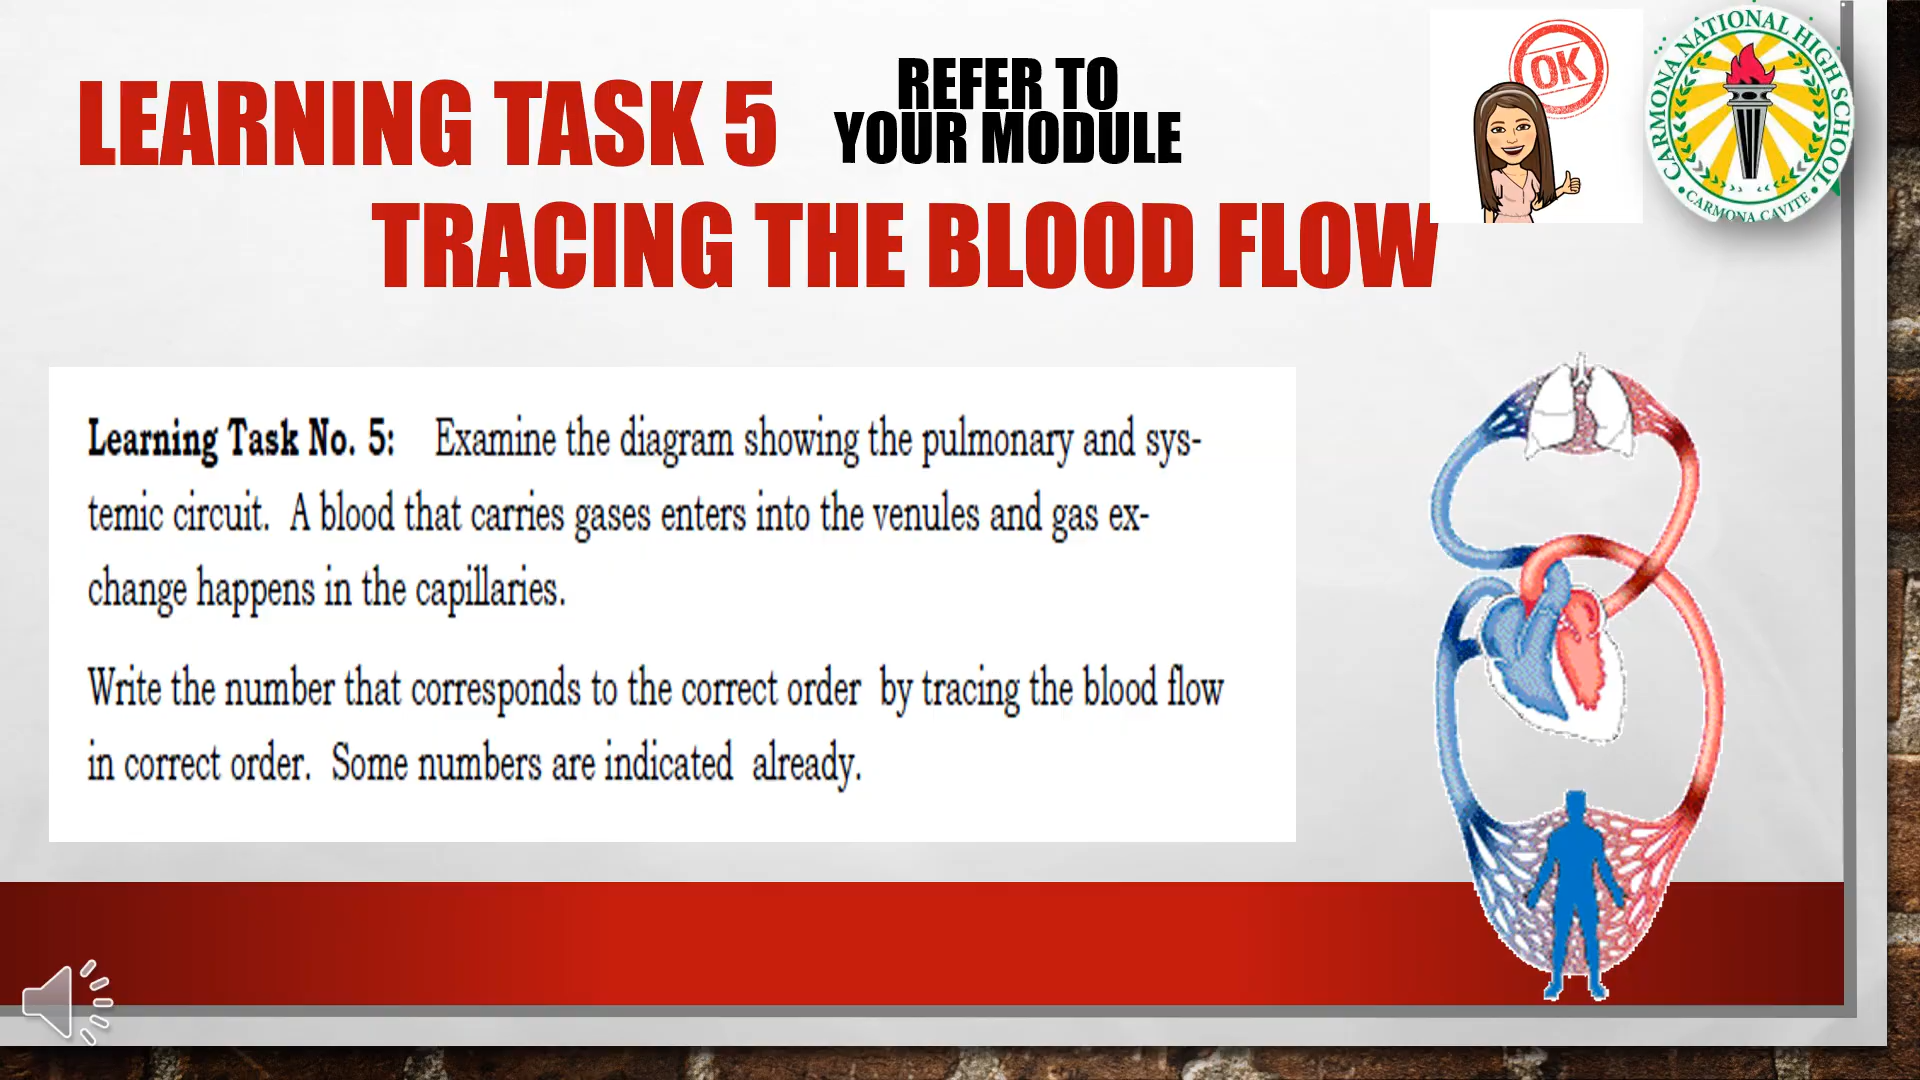 LEARNING TASK 5
REFER TO
YOUR MODULE
TRACING THE BLOOD FLOW
OK
CARMONA NATIONAL HIGH SCHOOL
CARMONA, CAVITE
Learning Task No. 5: Examine the diagram showing the pulmonary and sys-
temic circuit. A blood that carries gases enters into the venules and gas ex-
change happens in the capillaries.
Write the number that corresponds to the correct order by tracing the blood flow
in correct order. Some numbers are indicated already.